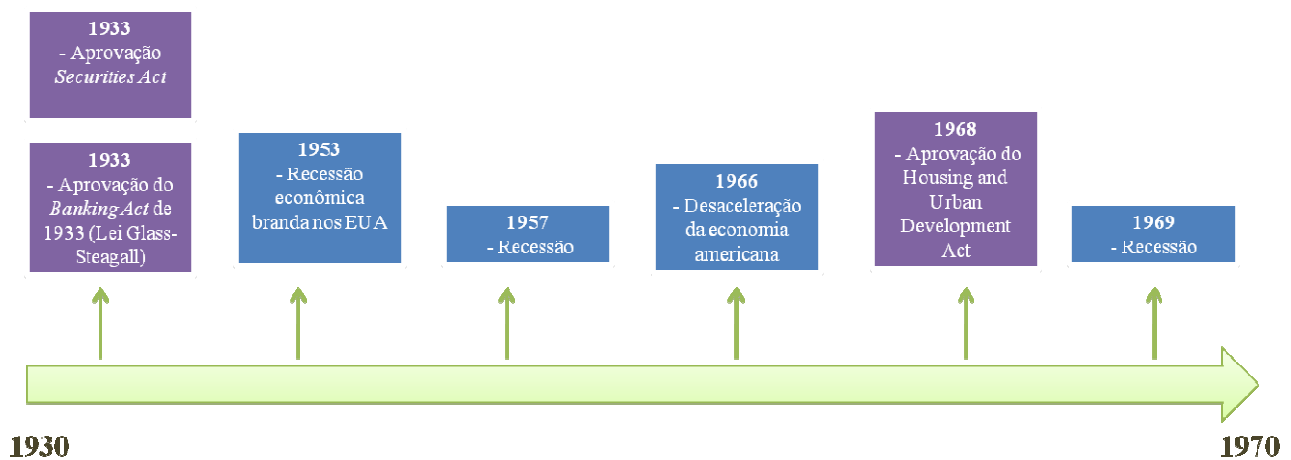 1933
- Aprovação
Securities Act
1933
- Aprovação do
Banking Act de
1933 (Lei Glass-
Steagall)
1953
- Recessão
econômica
branda nos EUA
1957
- Recessão
1966
- Desaceleração
da economia
americana
1968
- Aprovação do
Housing and
Urban
Development
Act
1969
- Recessão
1930
1970